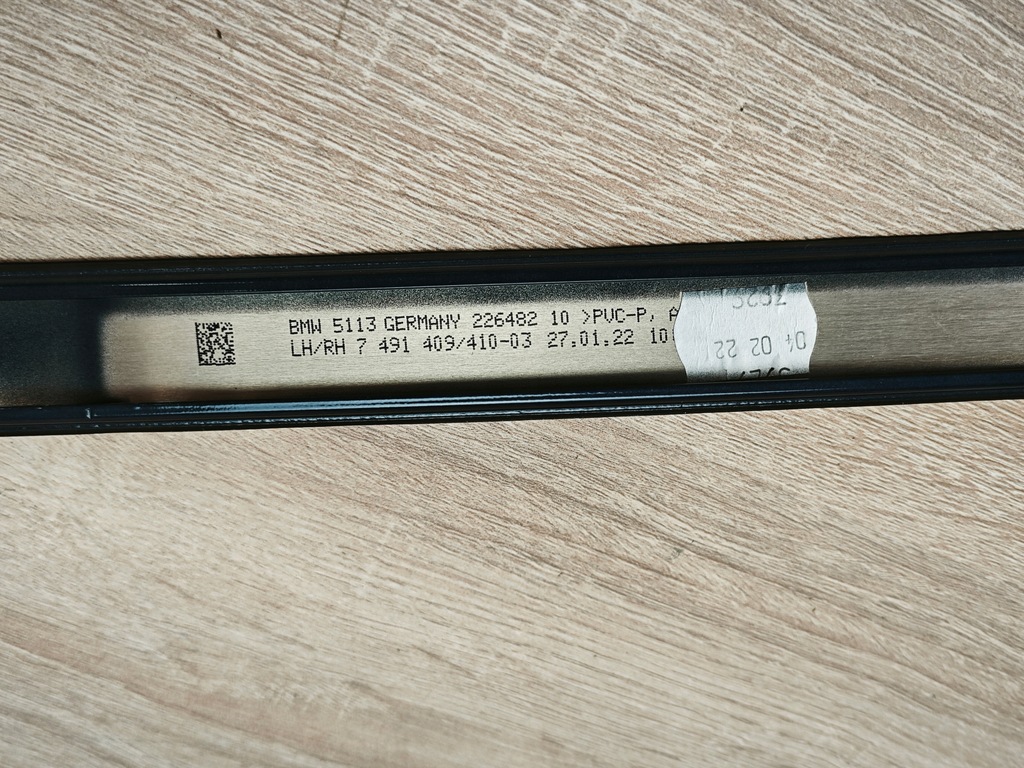 BMW 5113 GERMANY 226482 10 >PVC-P, A
LH/RH 7 491 409/410-03 27.01.22 10
04 02 22